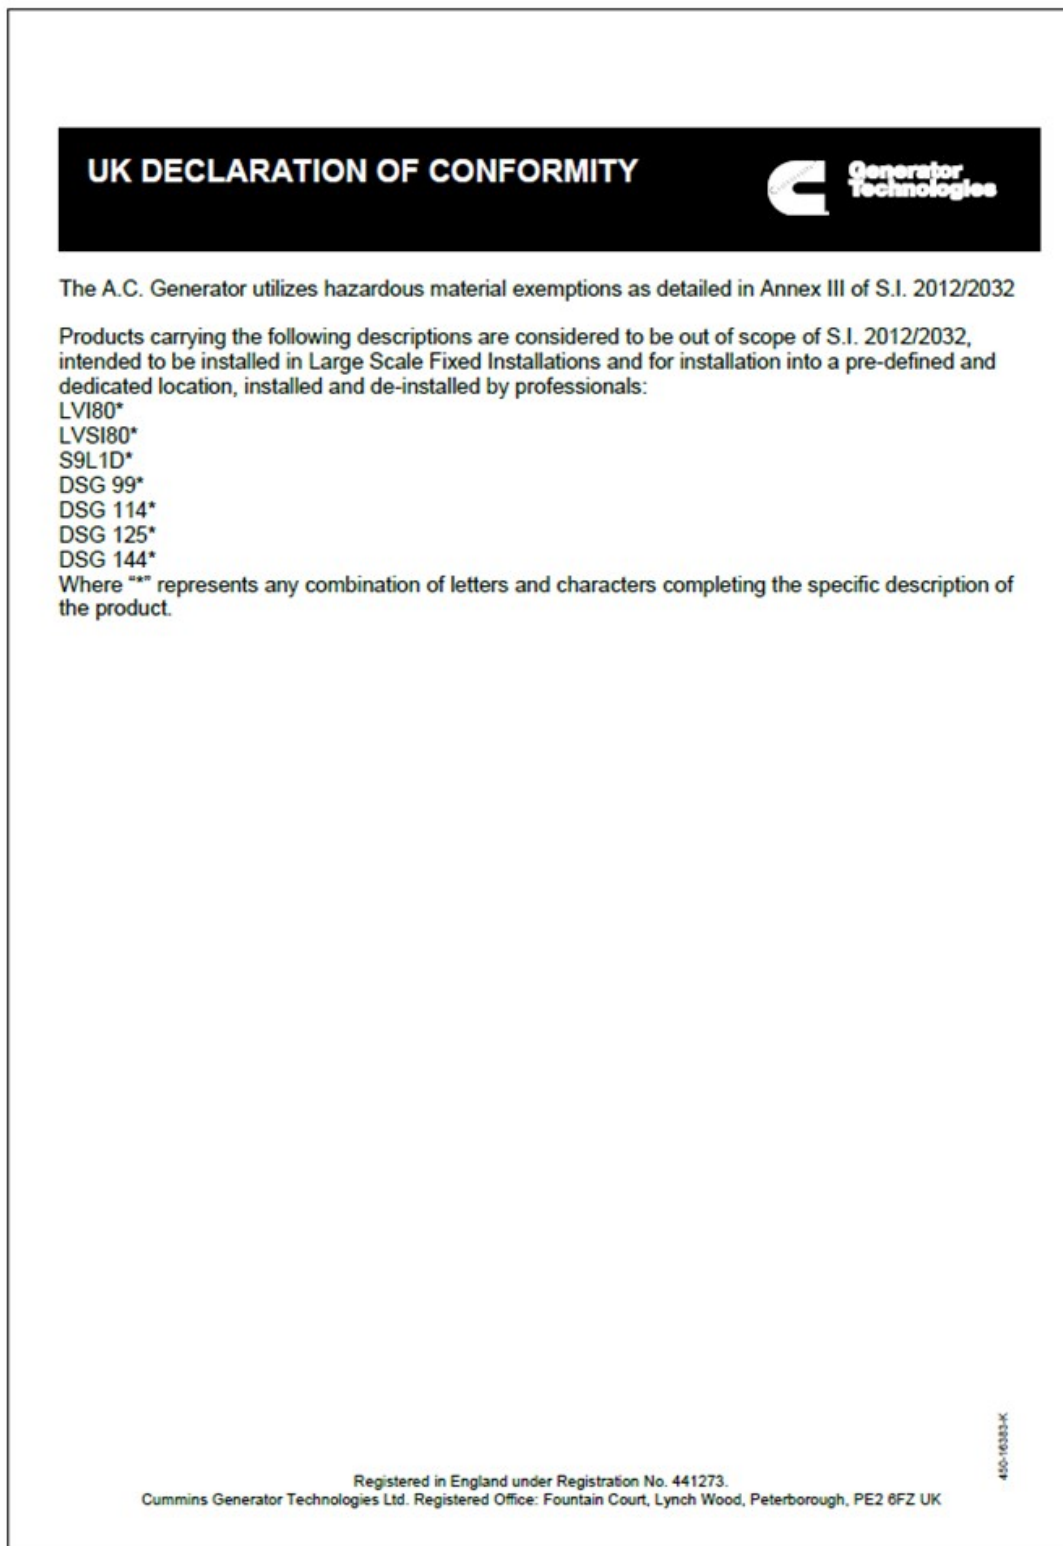 UK DECLARATION OF CONFORMITY
Generator
Technologies
The A.C. Generator utilizes hazardous material exemptions as detailed in Annex III of S.I. 2012/2032
Products carrying the following descriptions are considered to be out of scope of S.I. 2012/2032,
intended to be installed in Large Scale Fixed Installations and for installation into a pre-defined and
dedicated location, installed and de-installed by professionals:
LVI80*
LVSI80*
S9L1D*
DSG 99*
DSG 114*
DSG 125*
DSG 144*
Where “*” represents any combination of letters and characters completing the specific description of
the product.
450-16383-K
Registered in England under Registration No. 441273.
Cummins Generator Technologies Ltd. Registered Office: Fountain Court, Lynch Wood, Peterborough, PE2 6FZ UK